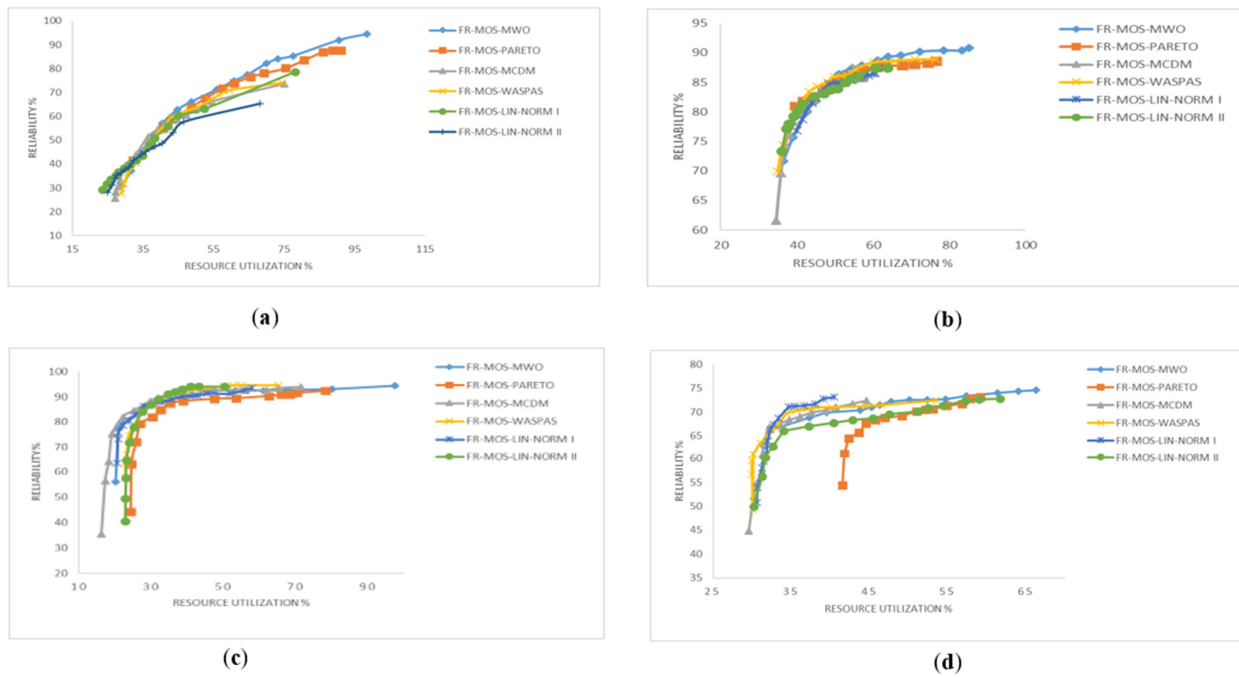 100
90
80
70
60
50
40
30
20
10
0
RELIABILITY %
15 35 55 75 95 115
RESOURCE UTILIZATION %
FR-MOS-MWO
FR-MOS-PARETO
FR-MOS-MCDM
FR-MOS-WASPAS
FR-MOS-LIN-NORM I
FR-MOS-LIN-NORM II
(a)
95
90
85
80
75
70
65
60
RELIABILITY %
20 40 60 80 100
RESOURCE UTILIZATION %
FR-MOS-MWO
FR-MOS-PARETO
FR-MOS-MCDM
FR-MOS-WASPAS
FR-MOS-LIN-NORM I
FR-MOS-LIN-NORM II
(b)
100
90
80
70
60
50
40
30
20
RELIABILITY%
10 30 50 70 90
RESOURCE UTILIZATION %
FR-MOS-MWO
FR-MOS-PARETO
FR-MOS-MCDM
FR-MOS-WASPAS
FR-MOS-LIN-NORM I
FR-MOS-LIN-NORM II
(c)
80
75
70
65
60
55
50
45
40
35
RELIABILITY %
25 35 45 55 65
RESOURCE UTILIZATION %
FR-MOS-MWO
FR-MOS-PARETO
FR-MOS-MCDM
FR-MOS-WASPAS
FR-MOS-LIN-NORM I
FR-MOS-LIN-NORM II
(d)